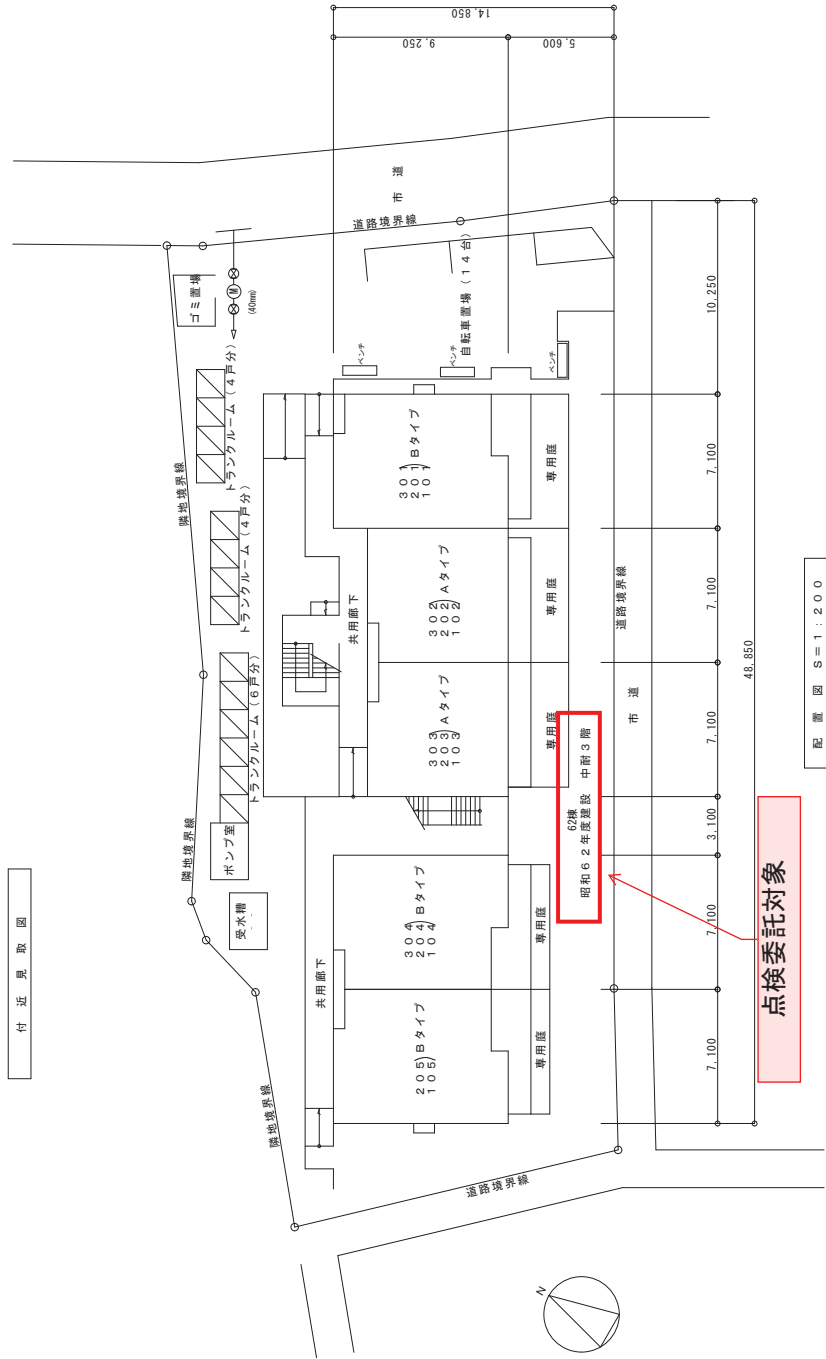 付近見取図
隣地境界線
隣地境界線
隣地境界線
道路境界線
受水槽
ポンプ室
トランクルーム（6戸分）
トランクルーム（4戸分）
トランクルーム（4戸分）
ゴミ置場
M
(40mm)
道路境界線
市道
自転車置場（14台）
ベンチ
ベンチ
ベンチ
共用廊下
共用廊下
205)Bタイプ
105
304
204)Bタイプ
104
303
203)Aタイプ
103
302
202)Aタイプ
102
301
201)Bタイプ
101
専用庭
専用庭
専用庭
専用庭
専用庭
62棟
昭和62年度建設　中耐3階
道路境界線
市道
7,100
7,100
3,100
7,100
7,100
7,100
10,250
48,850
5,600
9,250
14,850
点検委託対象
配置図 S=1:200
N